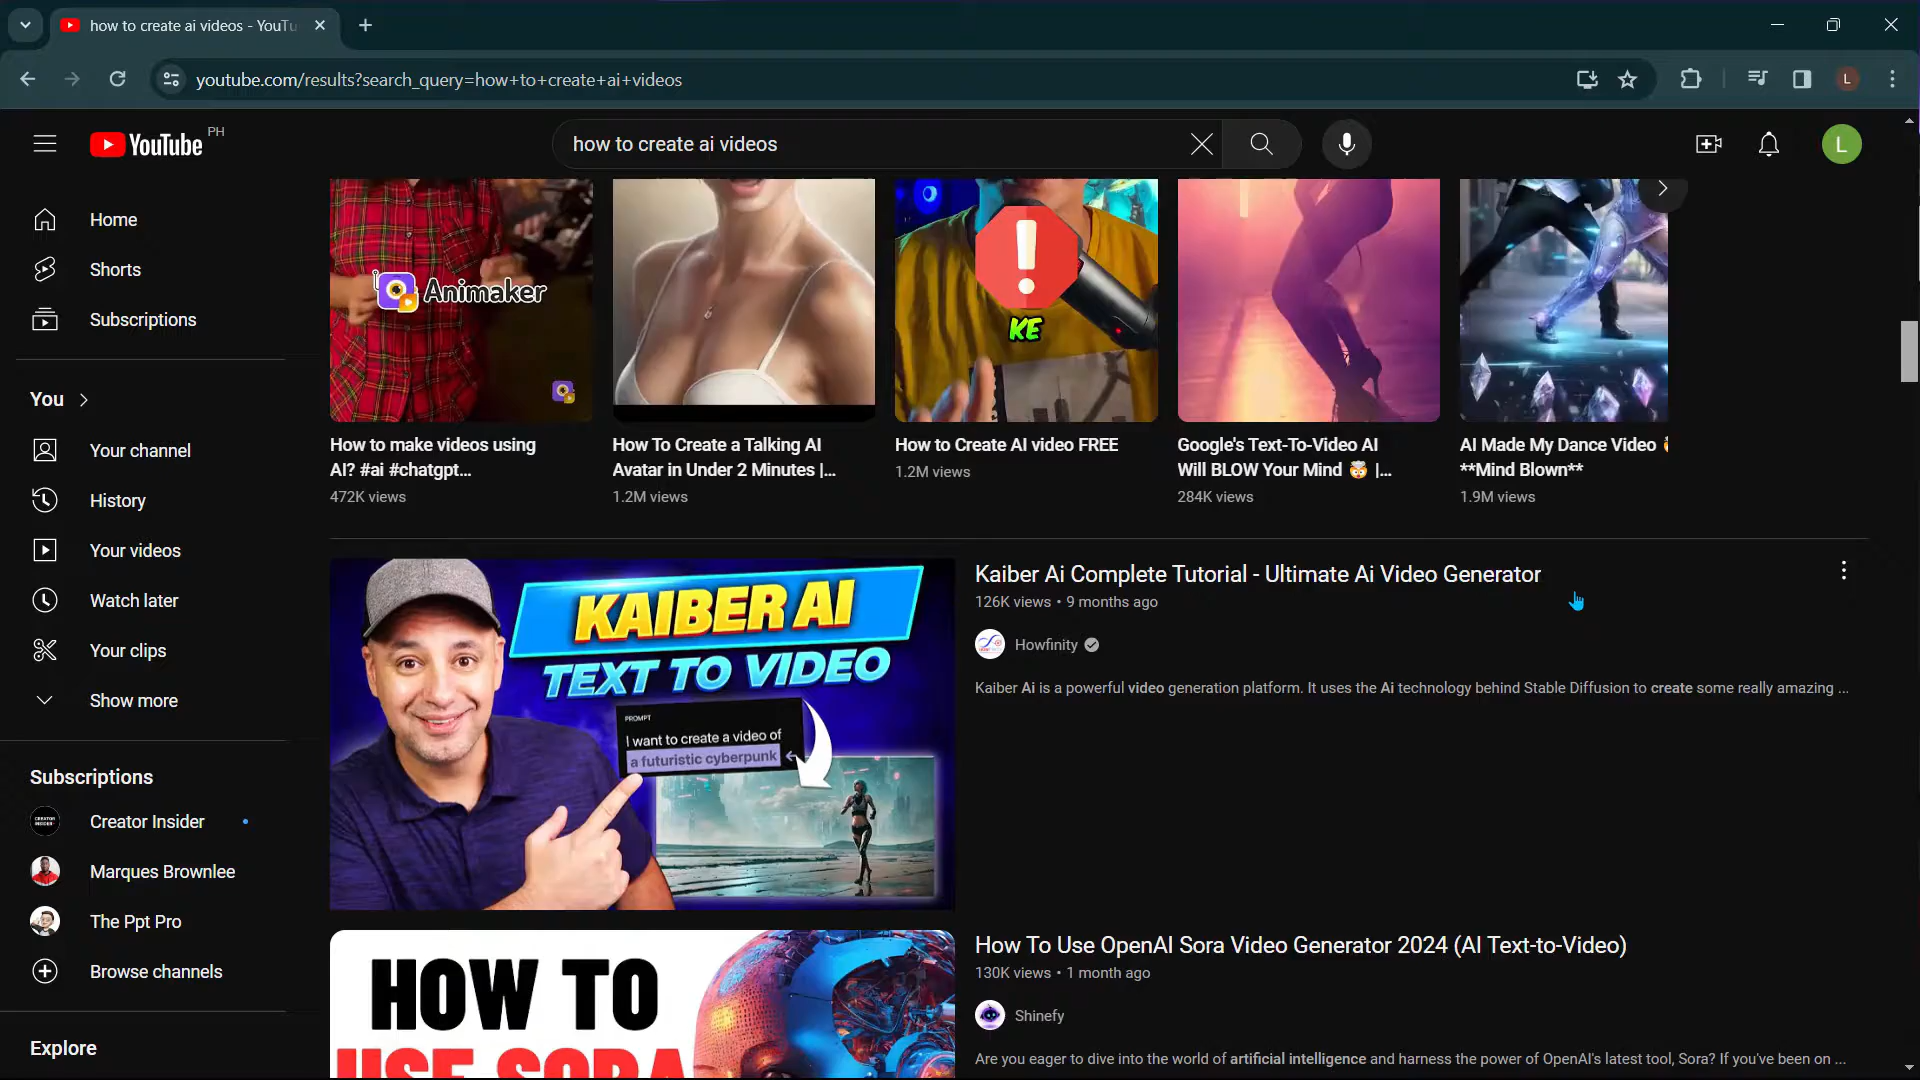 how to create ai videos - YouTu
youtube.com/results?search_query=how+to+create+ai+videos
YouTube PH
how to create ai videos
L
L
Home
Shorts
Subscriptions
You
Your channel
History
Your videos
Watch later
Your clips
Show more
Subscriptions
Creator Insider
Marques Brownlee
The Ppt Pro
Browse channels
Explore
Animaker
KE
How to make videos using
AI? #ai #chatgpt...
472K views
How To Create a Talking AI
Avatar in Under 2 Minutes |...
1.2M views
How to Create AI video FREE
1.2M views
Google's Text-To-Video AI
Will BLOW Your Mind 🤯 |...
284K views
AI Made My Dance Video
**Mind Blown**
1.9M views
KAIBER AI
TEXT TO VIDEO
PROMPT
I want to create a video of
a futuristic cyberpunk
Kaiber Ai Complete Tutorial - Ultimate Ai Video Generator
126K views • 9 months ago
Howfinity
Kaiber Ai is a powerful video generation platform. It uses the Ai technology behind Stable Diffusion to create some really amazing ...
HOW TO
USE SORA
How To Use OpenAI Sora Video Generator 2024 (AI Text-to-Video)
130K views • 1 month ago
Shinefy
Are you eager to dive into the world of artificial intelligence and harness the power of OpenAI's latest tool, Sora? If you've been on ...